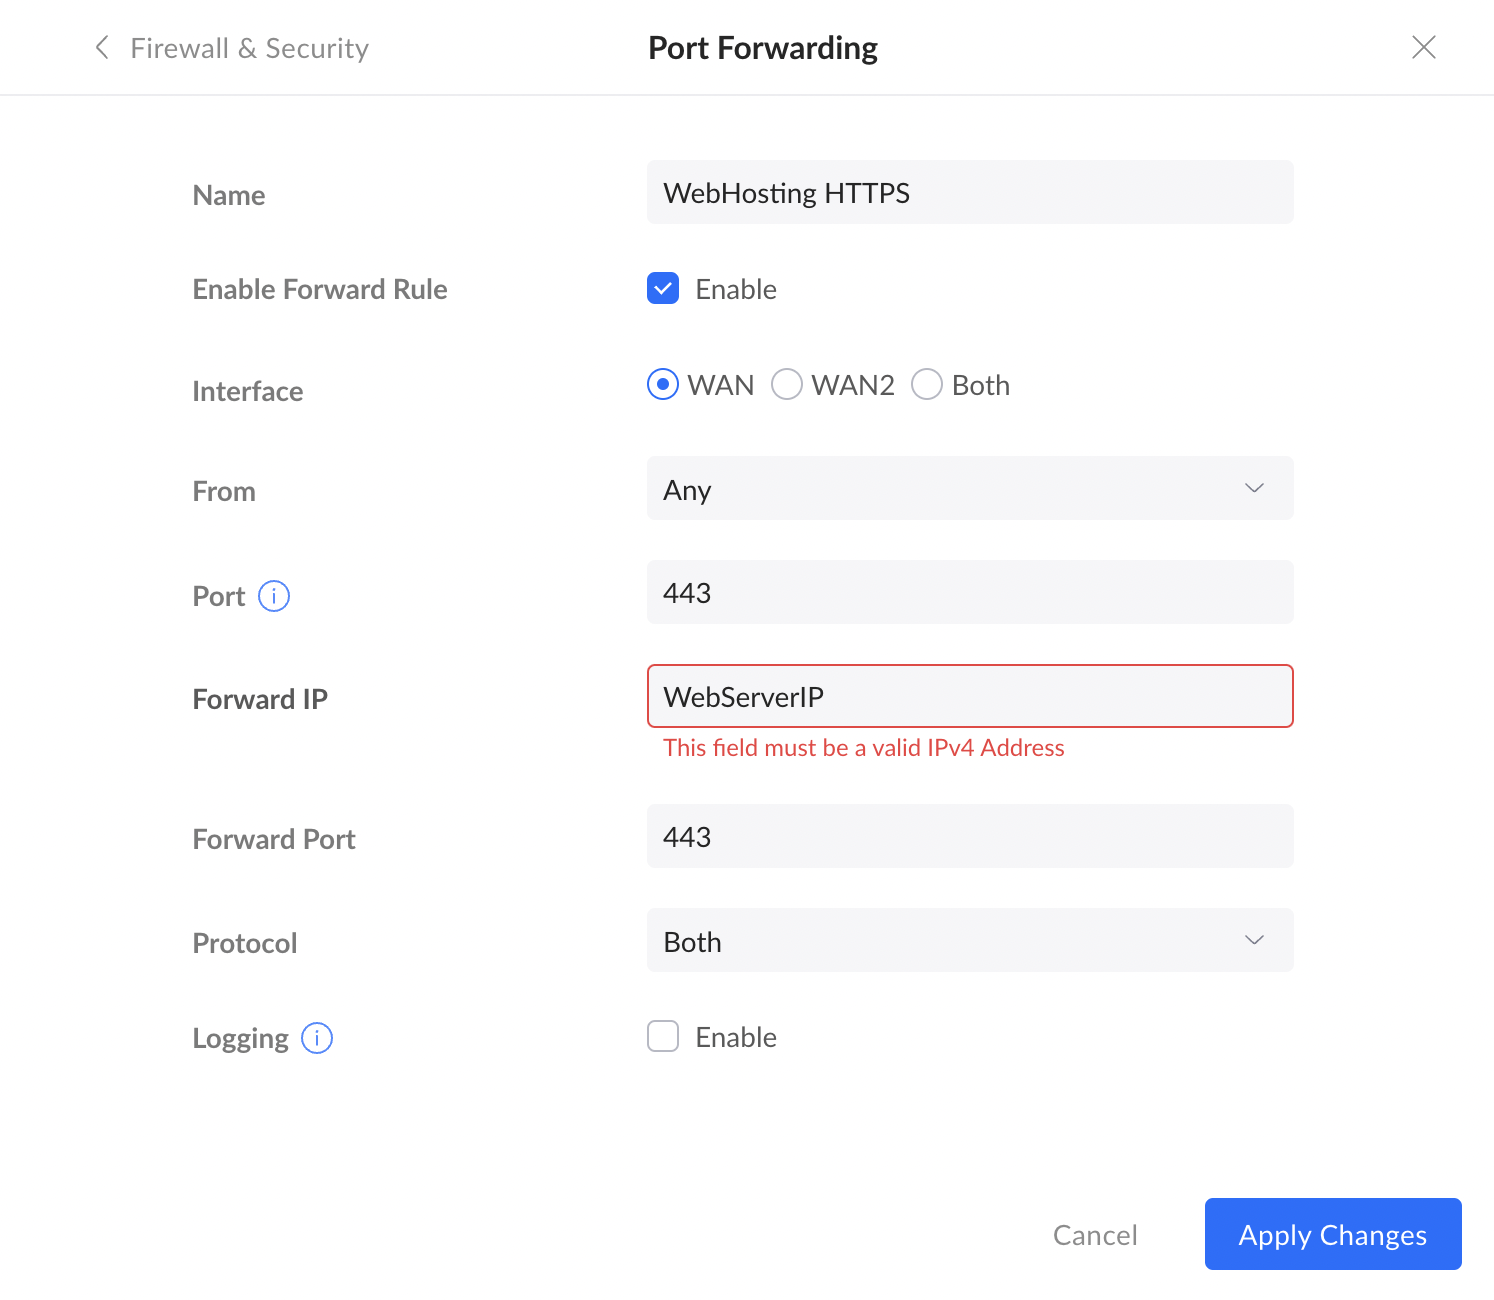 Firewall & Security
Port Forwarding
Name
WebHosting HTTPS
Enable Forward Rule
Enable
Interface
WAN
WAN2
Both
From
Any
Port
443
Forward IP
WebServerIP
This field must be a valid IPv4 Address
Forward Port
443
Protocol
Both
Logging
Enable
Cancel
Apply Changes